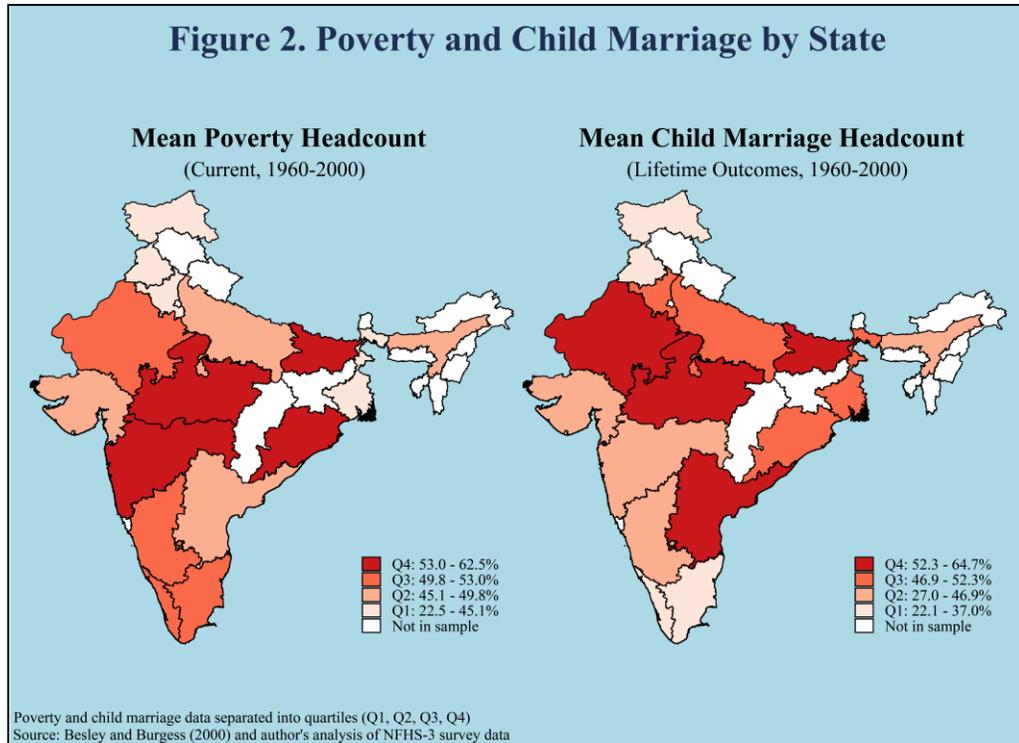 Figure 2. Poverty and Child Marriage by State
Mean Poverty Headcount
(Current, 1960-2000)
Q4: 53.0 - 62.5%
Q3: 49.8 - 53.0%
Q2: 45.1 - 49.8%
Q1: 22.5 - 45.1%
Not in sample
Mean Child Marriage Headcount
(Lifetime Outcomes, 1960-2000)
Q4: 52.3 - 64.7%
Q3: 46.9 - 52.3%
Q2: 27.0 - 46.9%
Q1: 22.1 - 37.0%
Not in sample
Poverty and child marriage data separated into quartiles (Q1, Q2, Q3, Q4)
Source: Besley and Burgess (2000) and author's analysis of NFHS-3 survey data